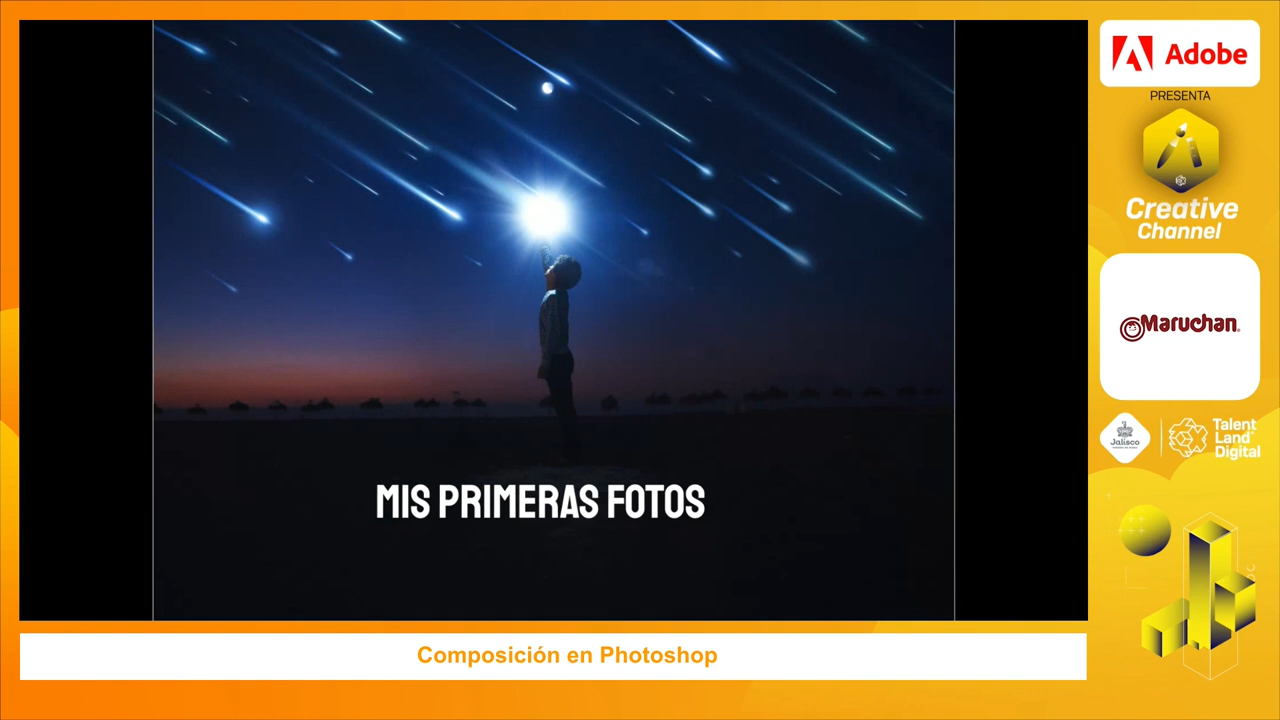 MIS PRIMERAS FOTOS
Composición en Photoshop
Adobe
PRESENTA
Creative
Channel
Maruchan
Jalisco
Talent
Land
Digital